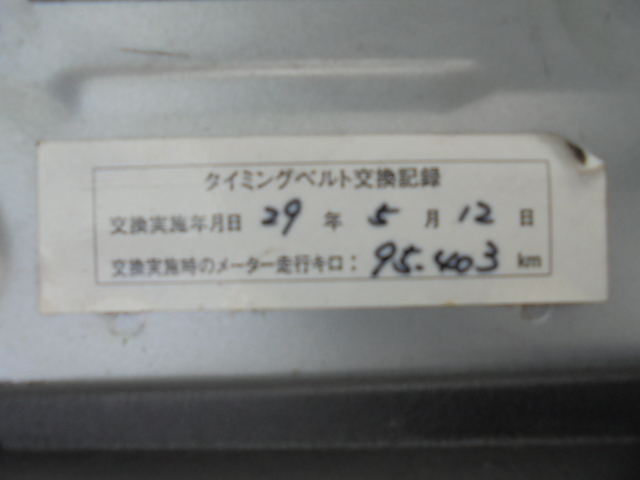 タイミングベルト交換記録
交換実施年月日 29 年 5 月 12 日
交換実施時のメーター走行キロ： 95.403 km